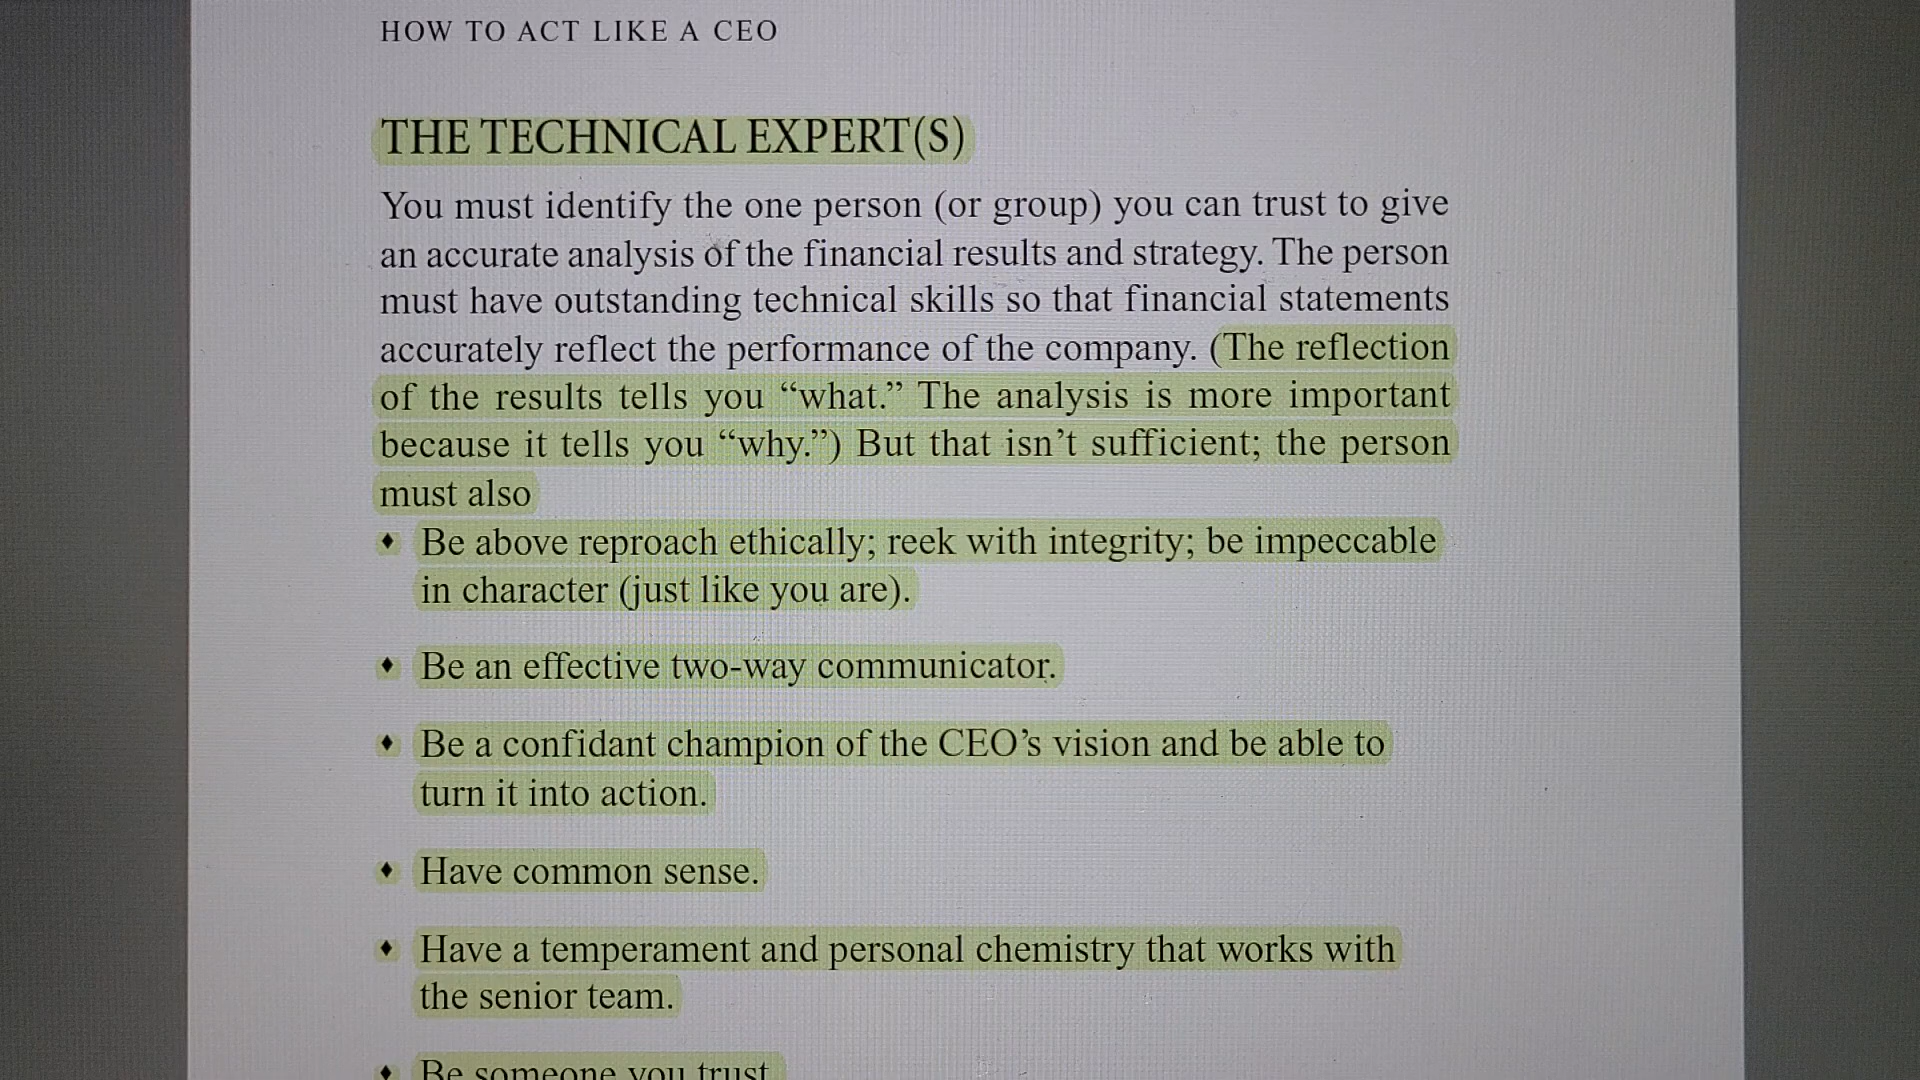 HOW TO ACT LIKE A CEO
THE TECHNICAL EXPERT(S)
You must identify the one person (or group) you can trust to give
an accurate analysis of the financial results and strategy. The person
must have outstanding technical skills so that financial statements
accurately reflect the performance of the company. (The reflection
of the results tells you “what.” The analysis is more important
because it tells you “why.”) But that isn’t sufficient; the person
must also
♦ Be above reproach ethically; reek with integrity; be impeccable
in character (just like you are).
♦ Be an effective two-way communicator.
♦ Be a confidant champion of the CEO’s vision and be able to
turn it into action.
♦ Have common sense.
♦ Have a temperament and personal chemistry that works with
the senior team.
♦ Be someone you trust